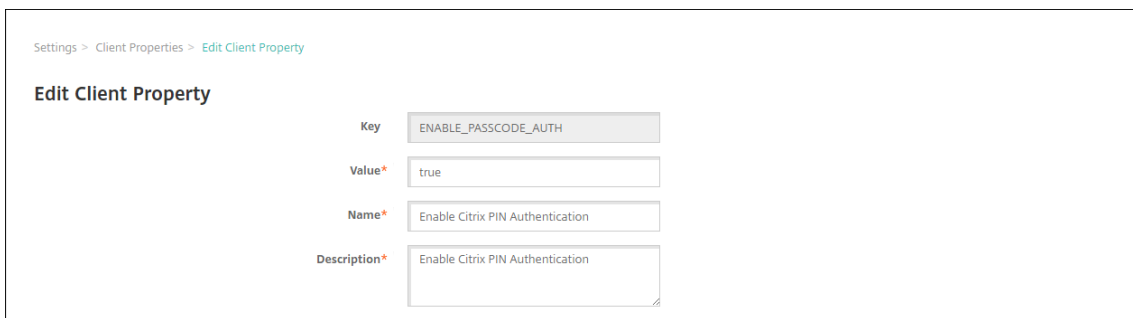 Settings > Client Properties > Edit Client Property
Edit Client Property
Key ENABLE_PASSCODE_AUTH
Value* true
Name* Enable Citrix PIN Authentication
Description* Enable Citrix PIN Authentication